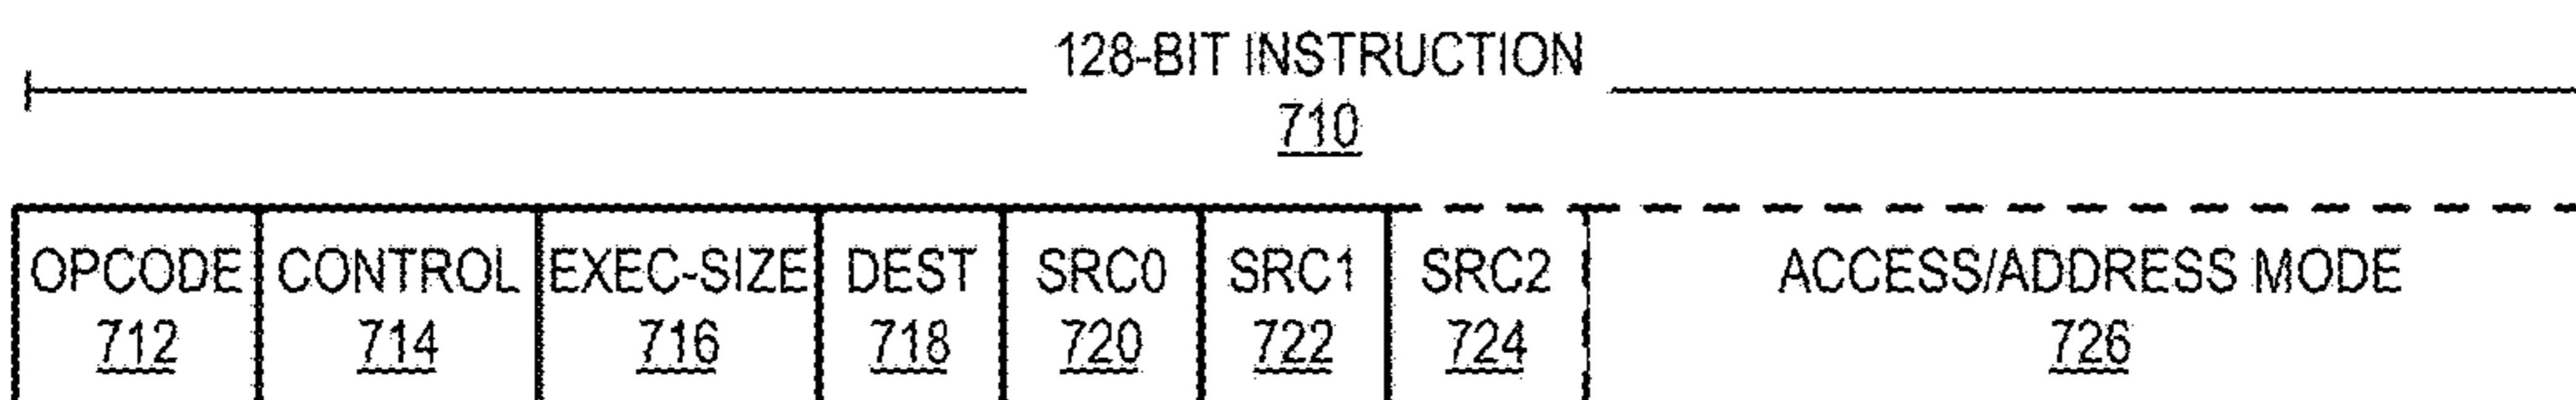 128-BIT INSTRUCTION
710
OPCODE CONTROL EXEC-SIZE DEST SRC0 SRC1 SRC2 ACCESS/ADDRESS MODE
712 714 716 718 720 722 724 726